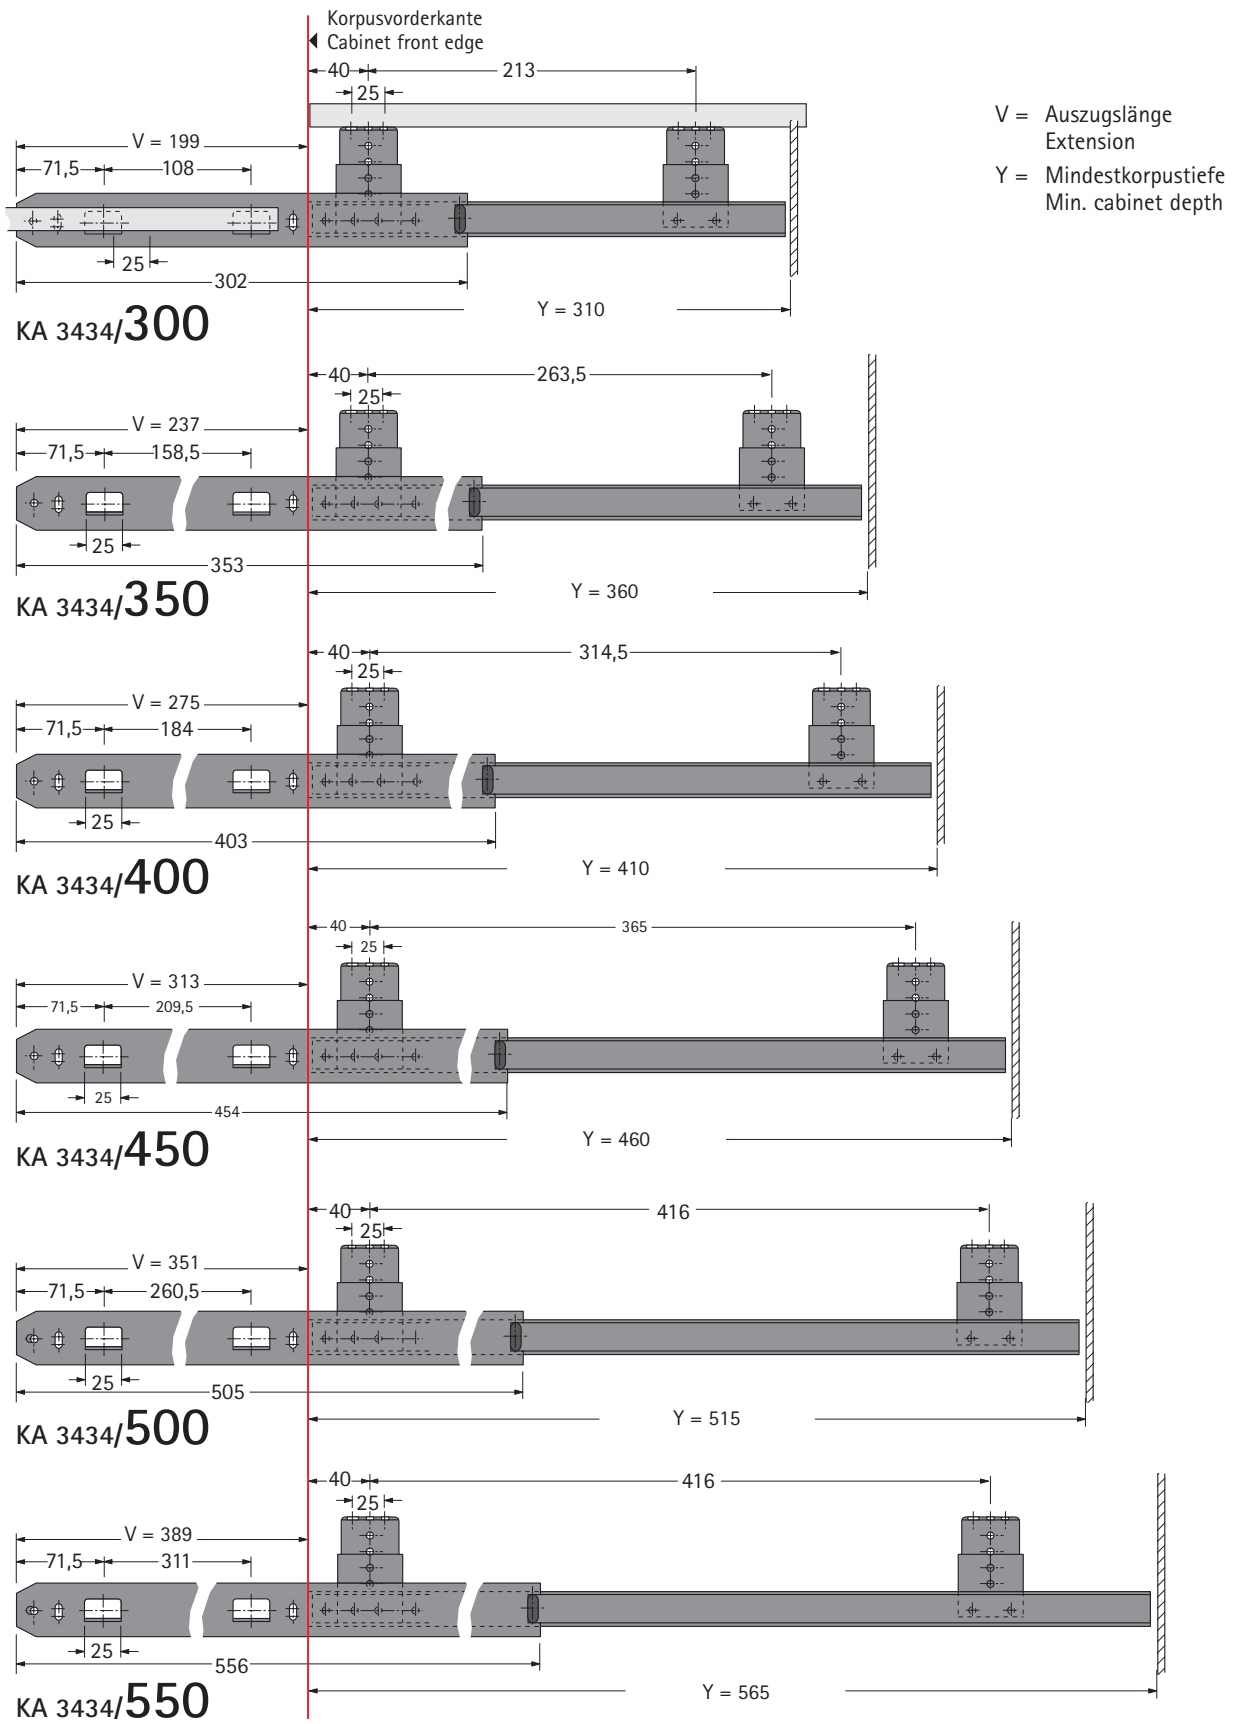 Korpusvorderkante
Cabinet front edge
40 213
25
V = Auszugslänge
Extension
Y = Mindestkorpustiefe
Min. cabinet depth
V = 199
71,5 108
25
302
Y = 310
KA 3434/300
40 263,5
25
V = 237
71,5 158,5
25
353
Y = 360
KA 3434/350
40 314,5
25
V = 275
71,5 184
25
403
Y = 410
KA 3434/400
40 365
25
V = 313
71,5 209,5
25
454
Y = 460
KA 3434/450
40 416
25
V = 351
71,5 260,5
25
505
Y = 515
KA 3434/500
40 416
25
V = 389
71,5 311
25
556
Y = 565
KA 3434/550